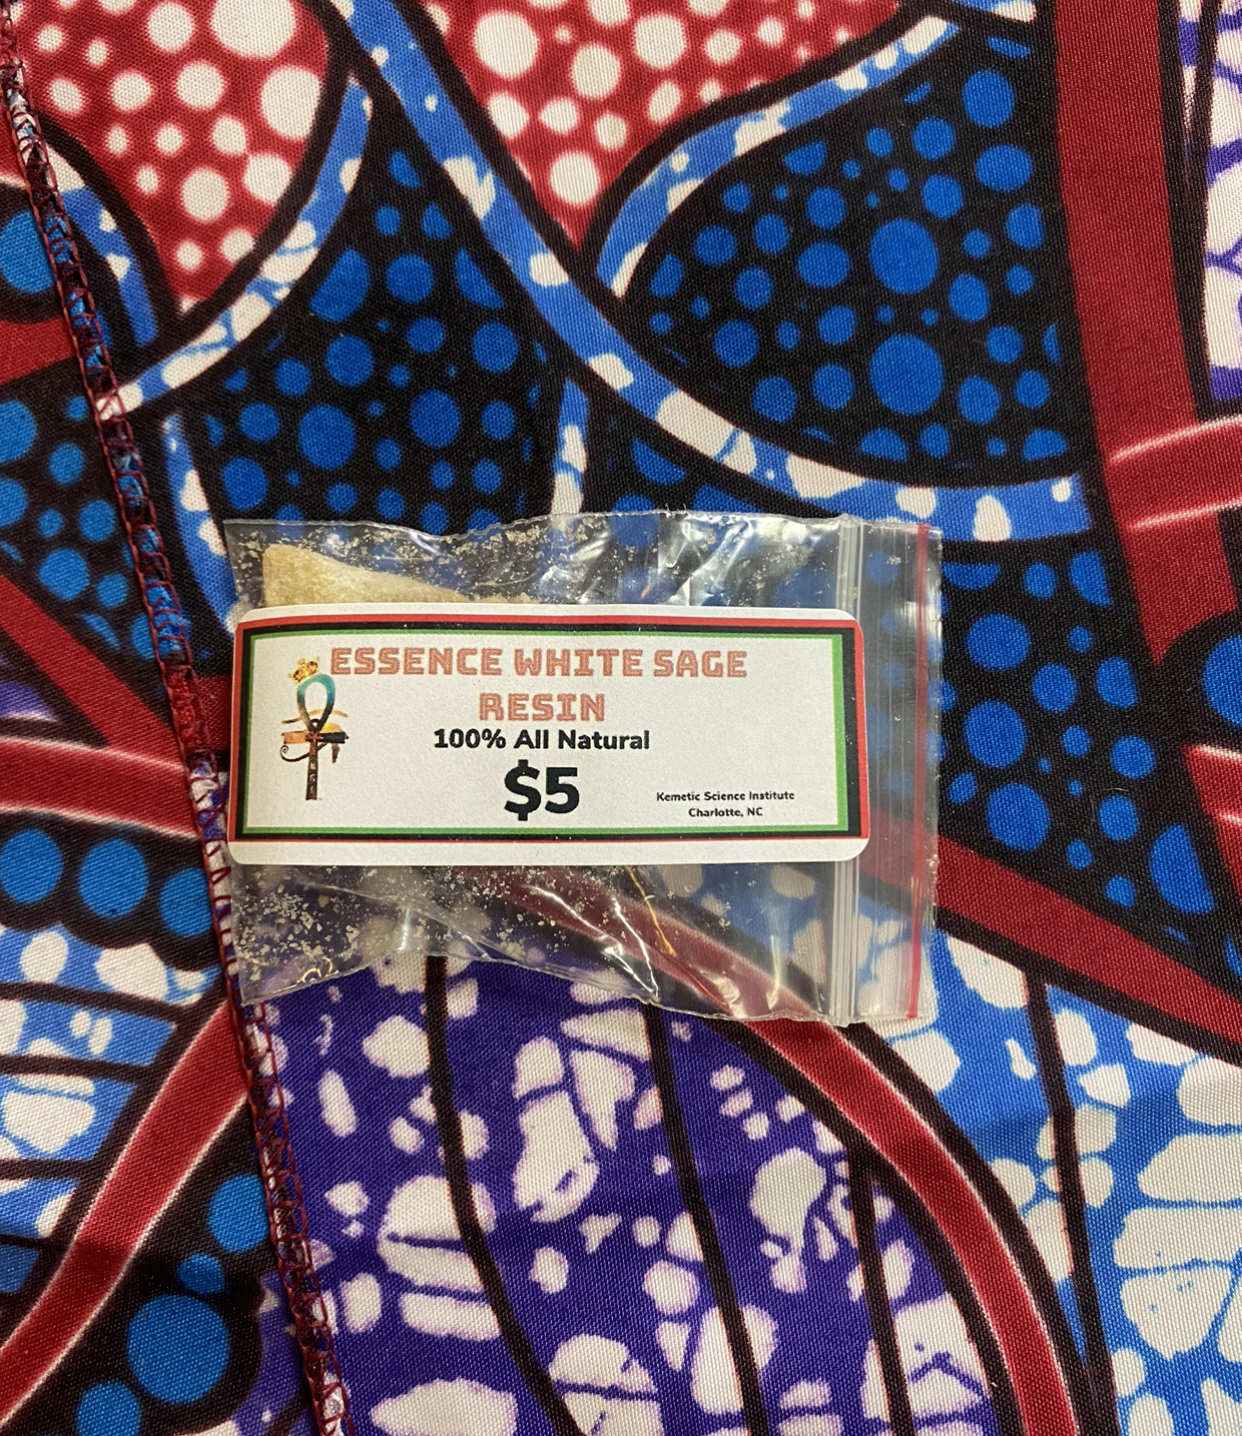 ESSENCE WHITE SAGE
RESIN
100% All Natural
$5
Kemetic Science Institute
Charlotte, NC